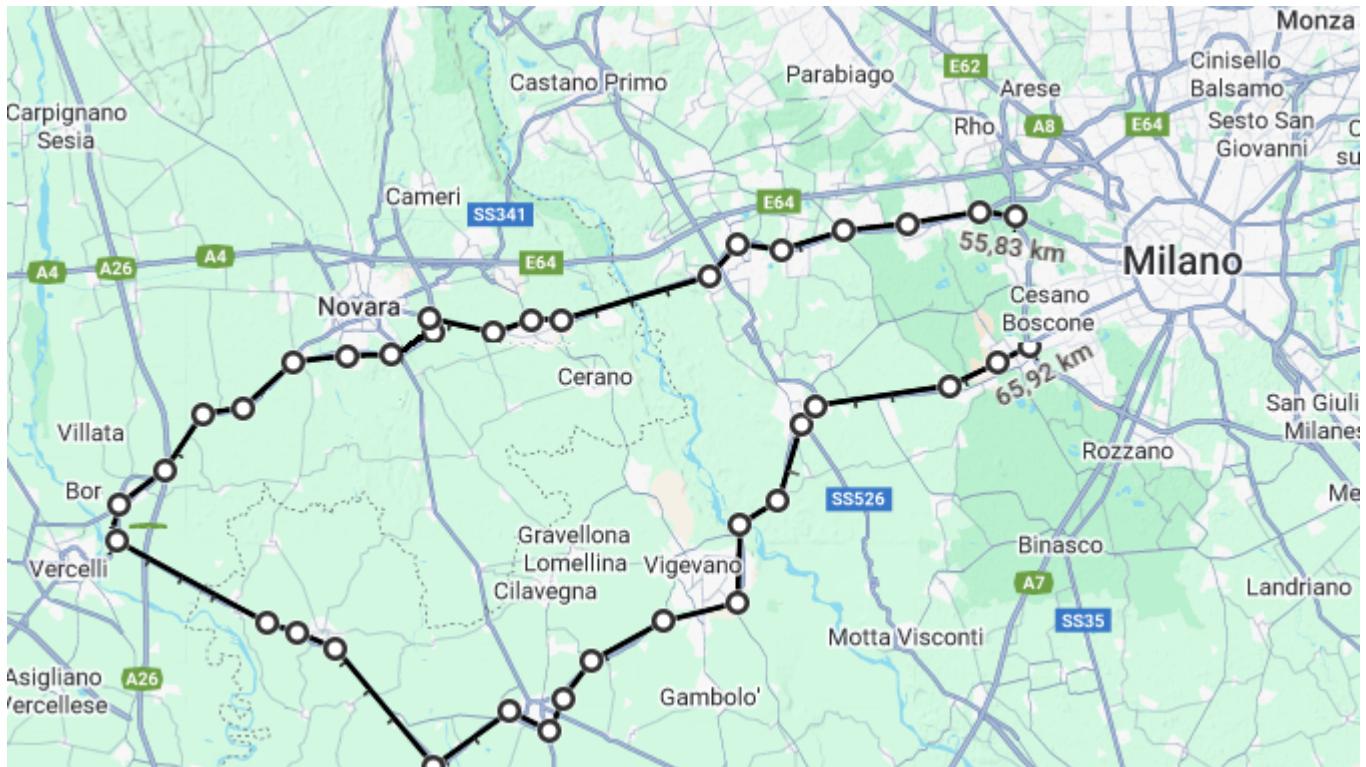 Monza
Cinisello
Balsamo
E62
Parabiago
Castano Primo
Arese
Carpignano
Sesia
Rho
A8
E64
Sesto San
Giovanni
C
su
Cameri
SS341
E64
A4
A26
A4
E64
55,83 km
Milano
Novara
Cesano
Boscone
Cerano
65,92 km
San Giuli
Milanes
Villata
Rozzano
Bor
SS526
Me
Gravellona
Lomellina
Vigevano
Binasco
Vercelli
Cilavegna
A7
Landriano
SS35
Motta Visconti
Asigliano
Vercellese
A26
Gambolo'